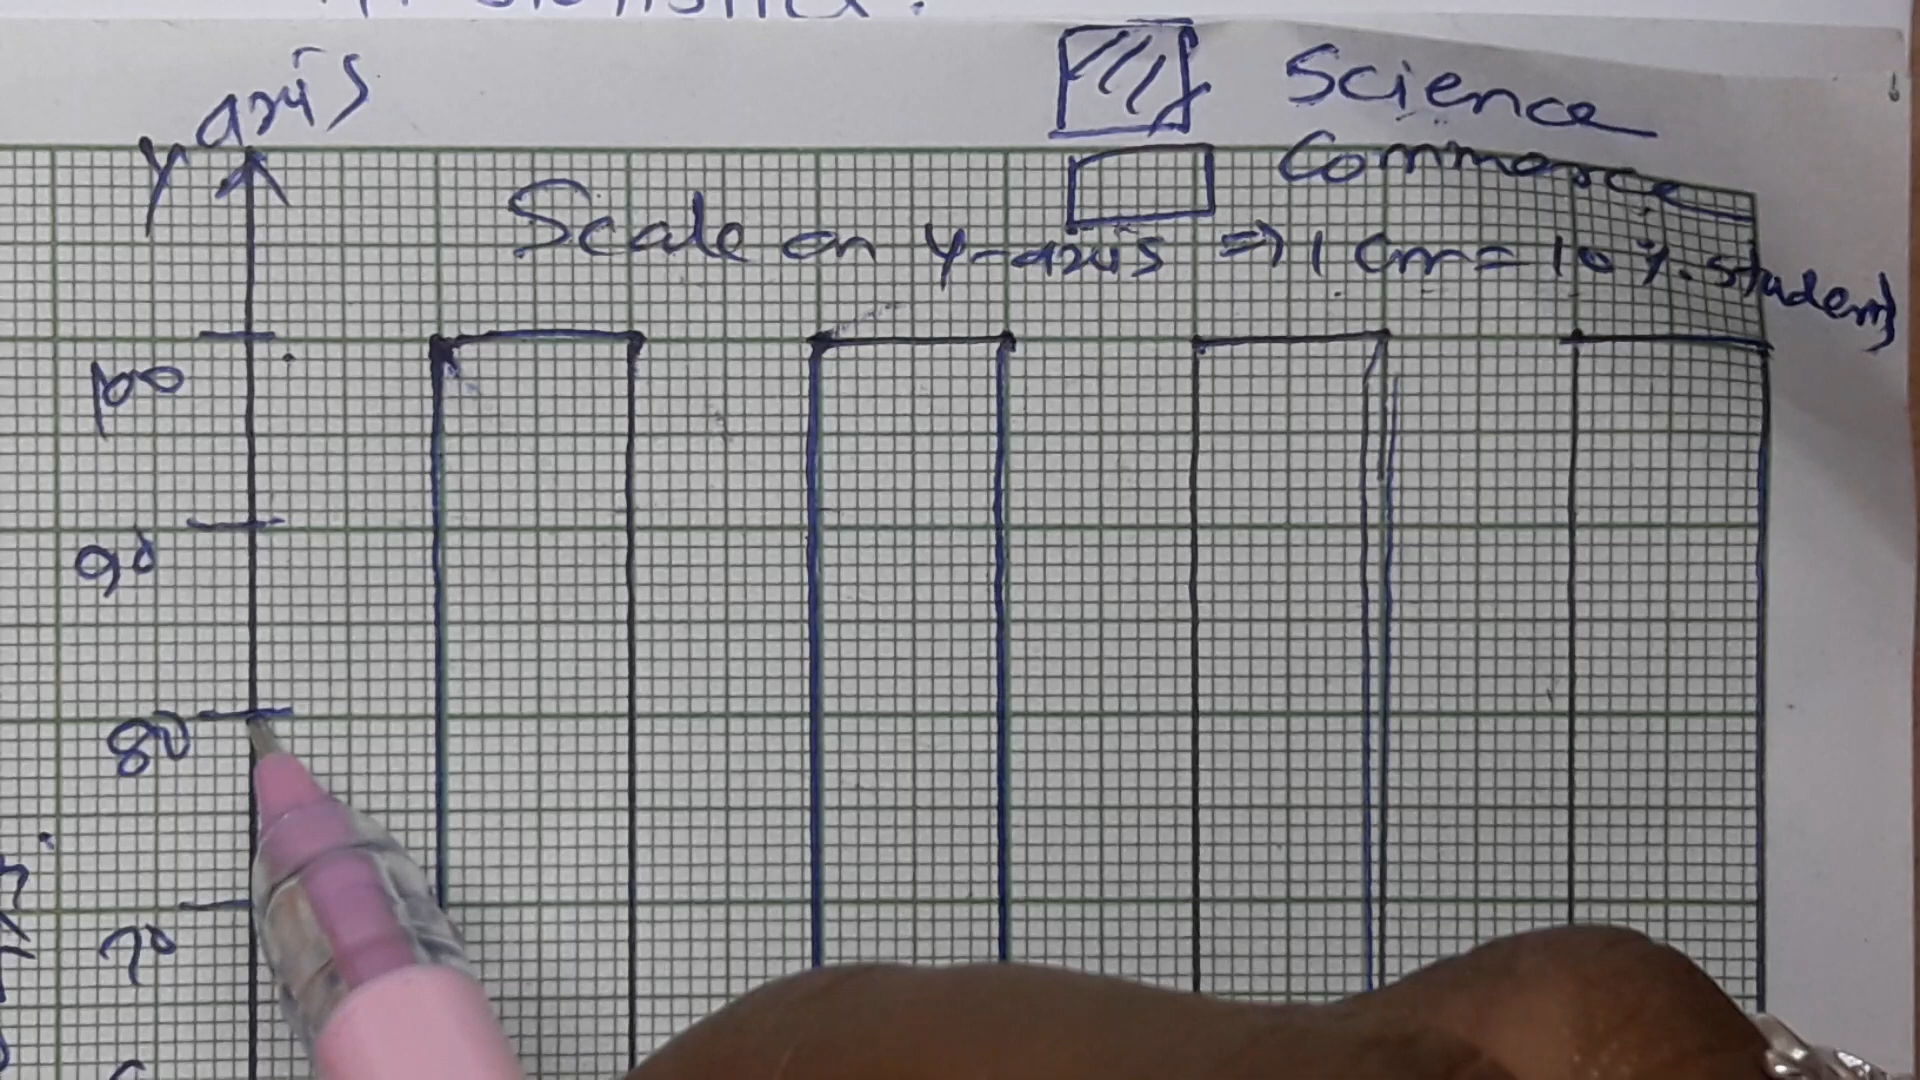 Science
Y axis
Commerce
Scale on y-axis ⇒ 1 cm = 10 %. students
100
90
80
70